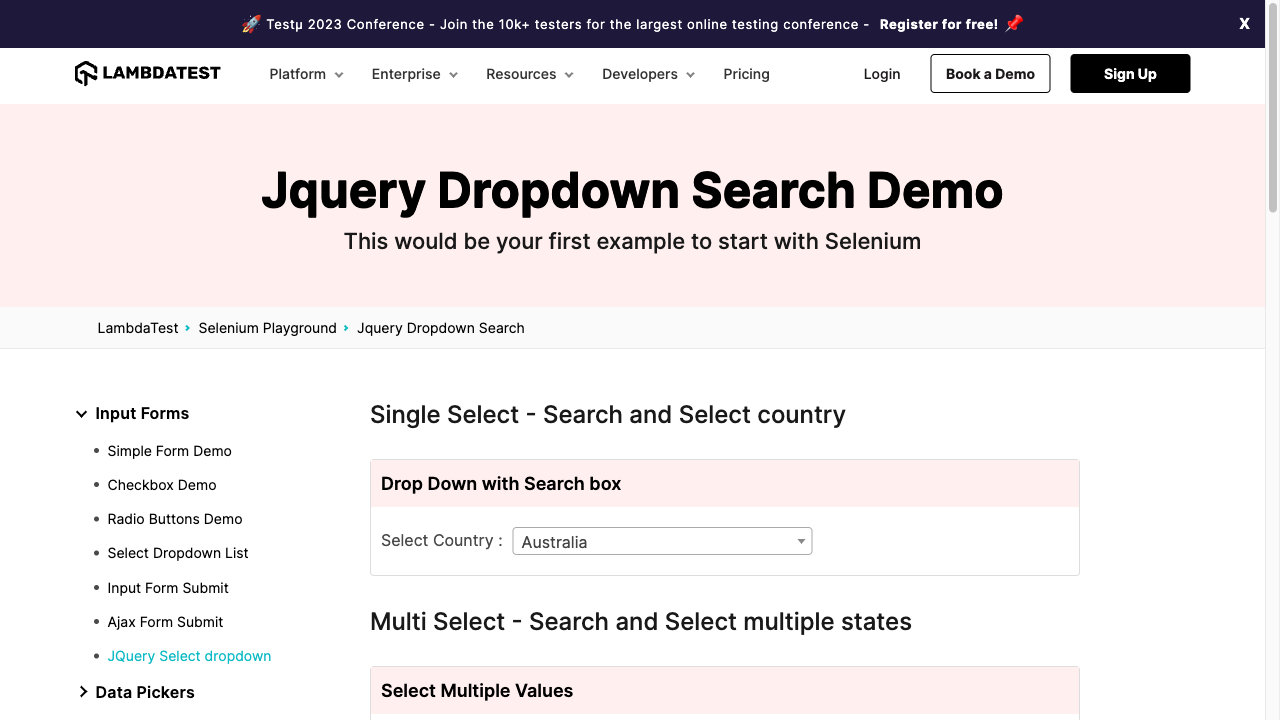 🚀 Testμ 2023 Conference - Join the 10k+ testers for the largest online testing conference - Register for free! 📌 X
LAMBDATEST Platform Enterprise Resources Developers Pricing Login Book a Demo Sign Up
Jquery Dropdown Search Demo
This would be your first example to start with Selenium
LambdaTest › Selenium Playground › Jquery Dropdown Search
Input Forms
Simple Form Demo
Checkbox Demo
Radio Buttons Demo
Select Dropdown List
Input Form Submit
Ajax Form Submit
JQuery Select dropdown
Data Pickers
Single Select - Search and Select country
Drop Down with Search box
Select Country : Australia
Multi Select - Search and Select multiple states
Select Multiple Values